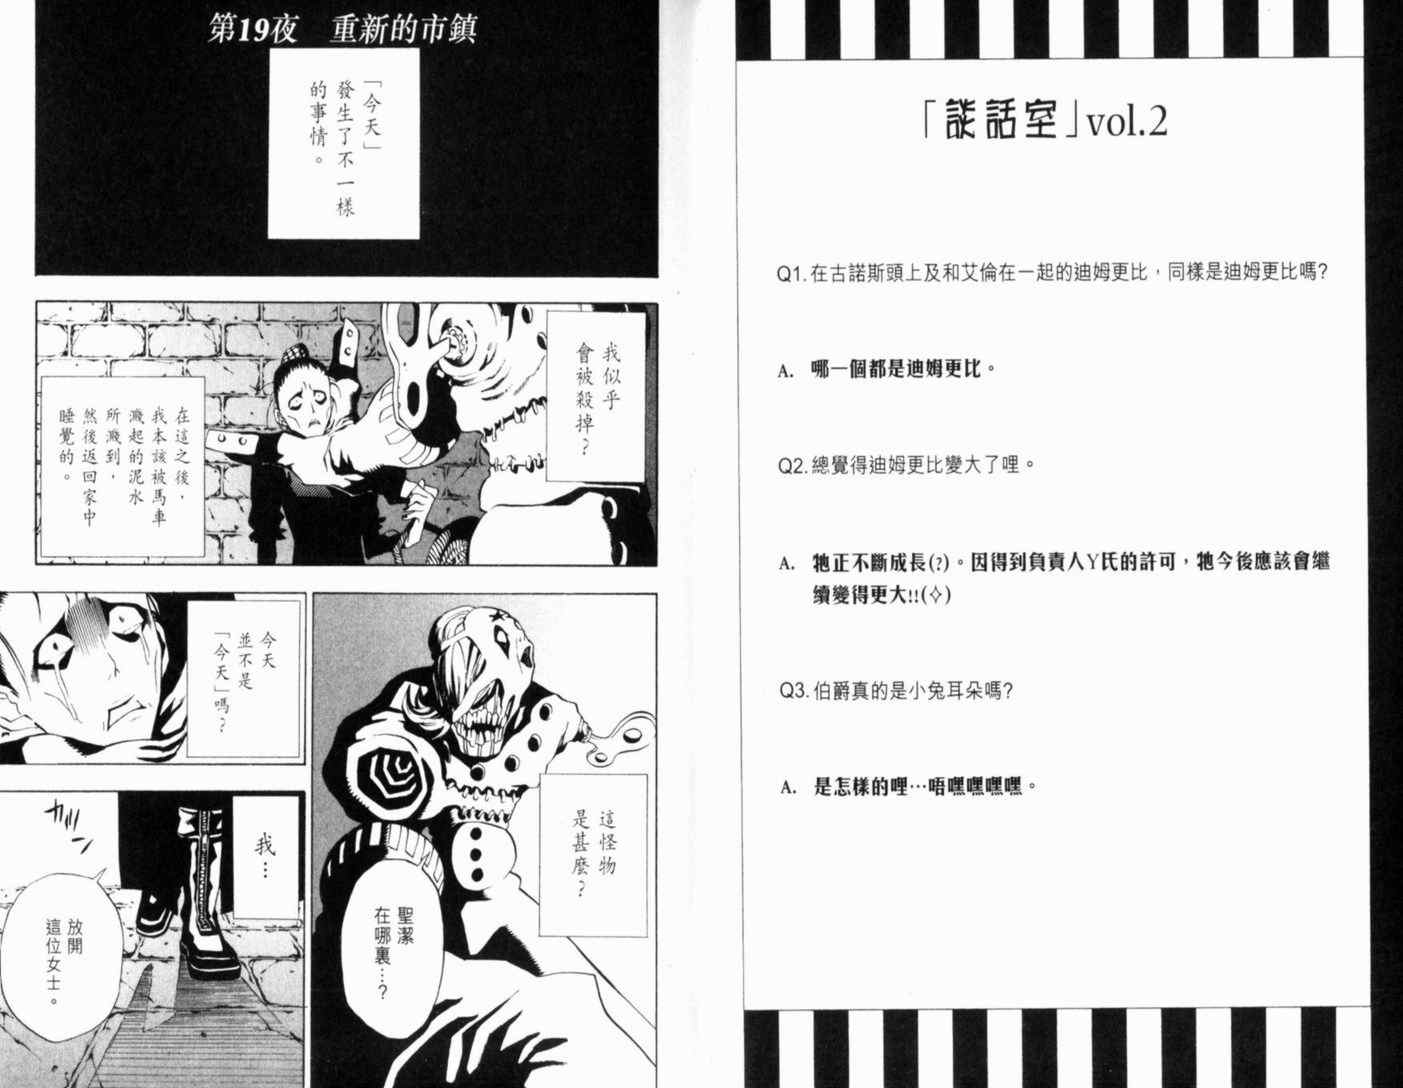 「談話室」vol.2
Q1.在古諾斯頭上及和艾倫在一起的迪姆更比，同樣是迪姆更比嗎?
A. 哪一個都是迪姆更比。
Q2.總覺得迪姆更比變大了哩。
A. 牠正不斷成長(?)。因得到負責人Y氏的許可，牠今後應該會繼
續變得更大!!(✧)
Q3.伯爵真的是小兔耳朵嗎?
A. 是怎樣的哩…唔嘿嘿嘿嘿。
第19夜　重新的市鎮
「今天」
發生了不一樣
的事情。
我似乎
會被殺掉?
在這之後，
我本該被馬車
濺起的泥水
所濺到，
然後返回家中
睡覺的。
這怪物
是甚麼?
聖潔
在哪裏…?
今天
並不是
「今天」嗎?
我…
放開
這位女士。